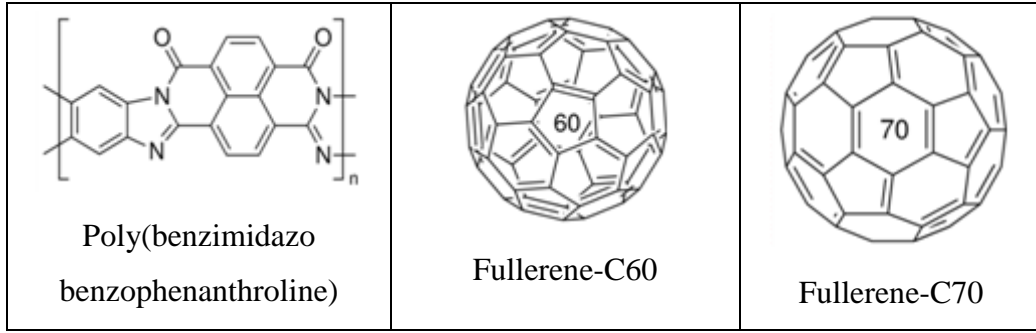 O
O
N
N
N
N
n
Poly(benzimidazo
benzophenanthroline)
60
Fullerene-C60
70
Fullerene-C70